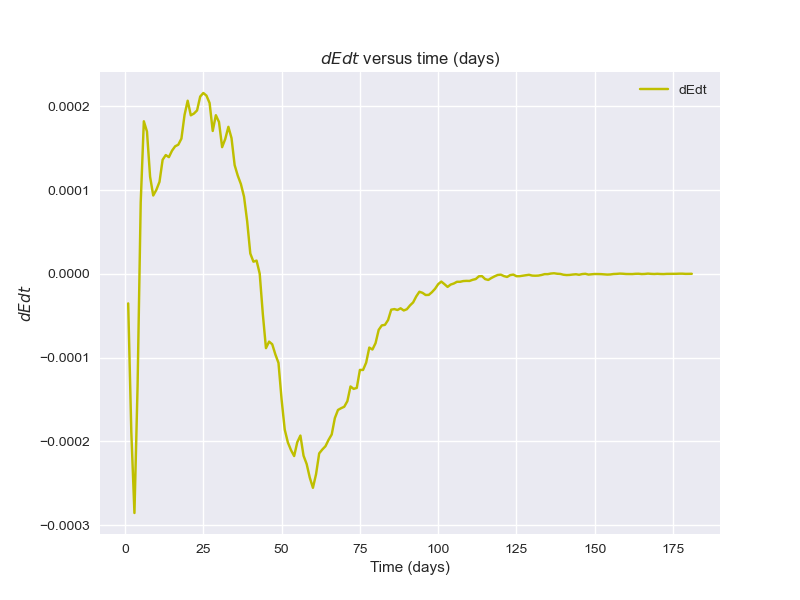 dEdt versus time (days)
dEdt
0.0002
0.0001
0.0000
−0.0001
−0.0002
−0.0003
dEdt
0 25 50 75 100 125 150 175
Time (days)